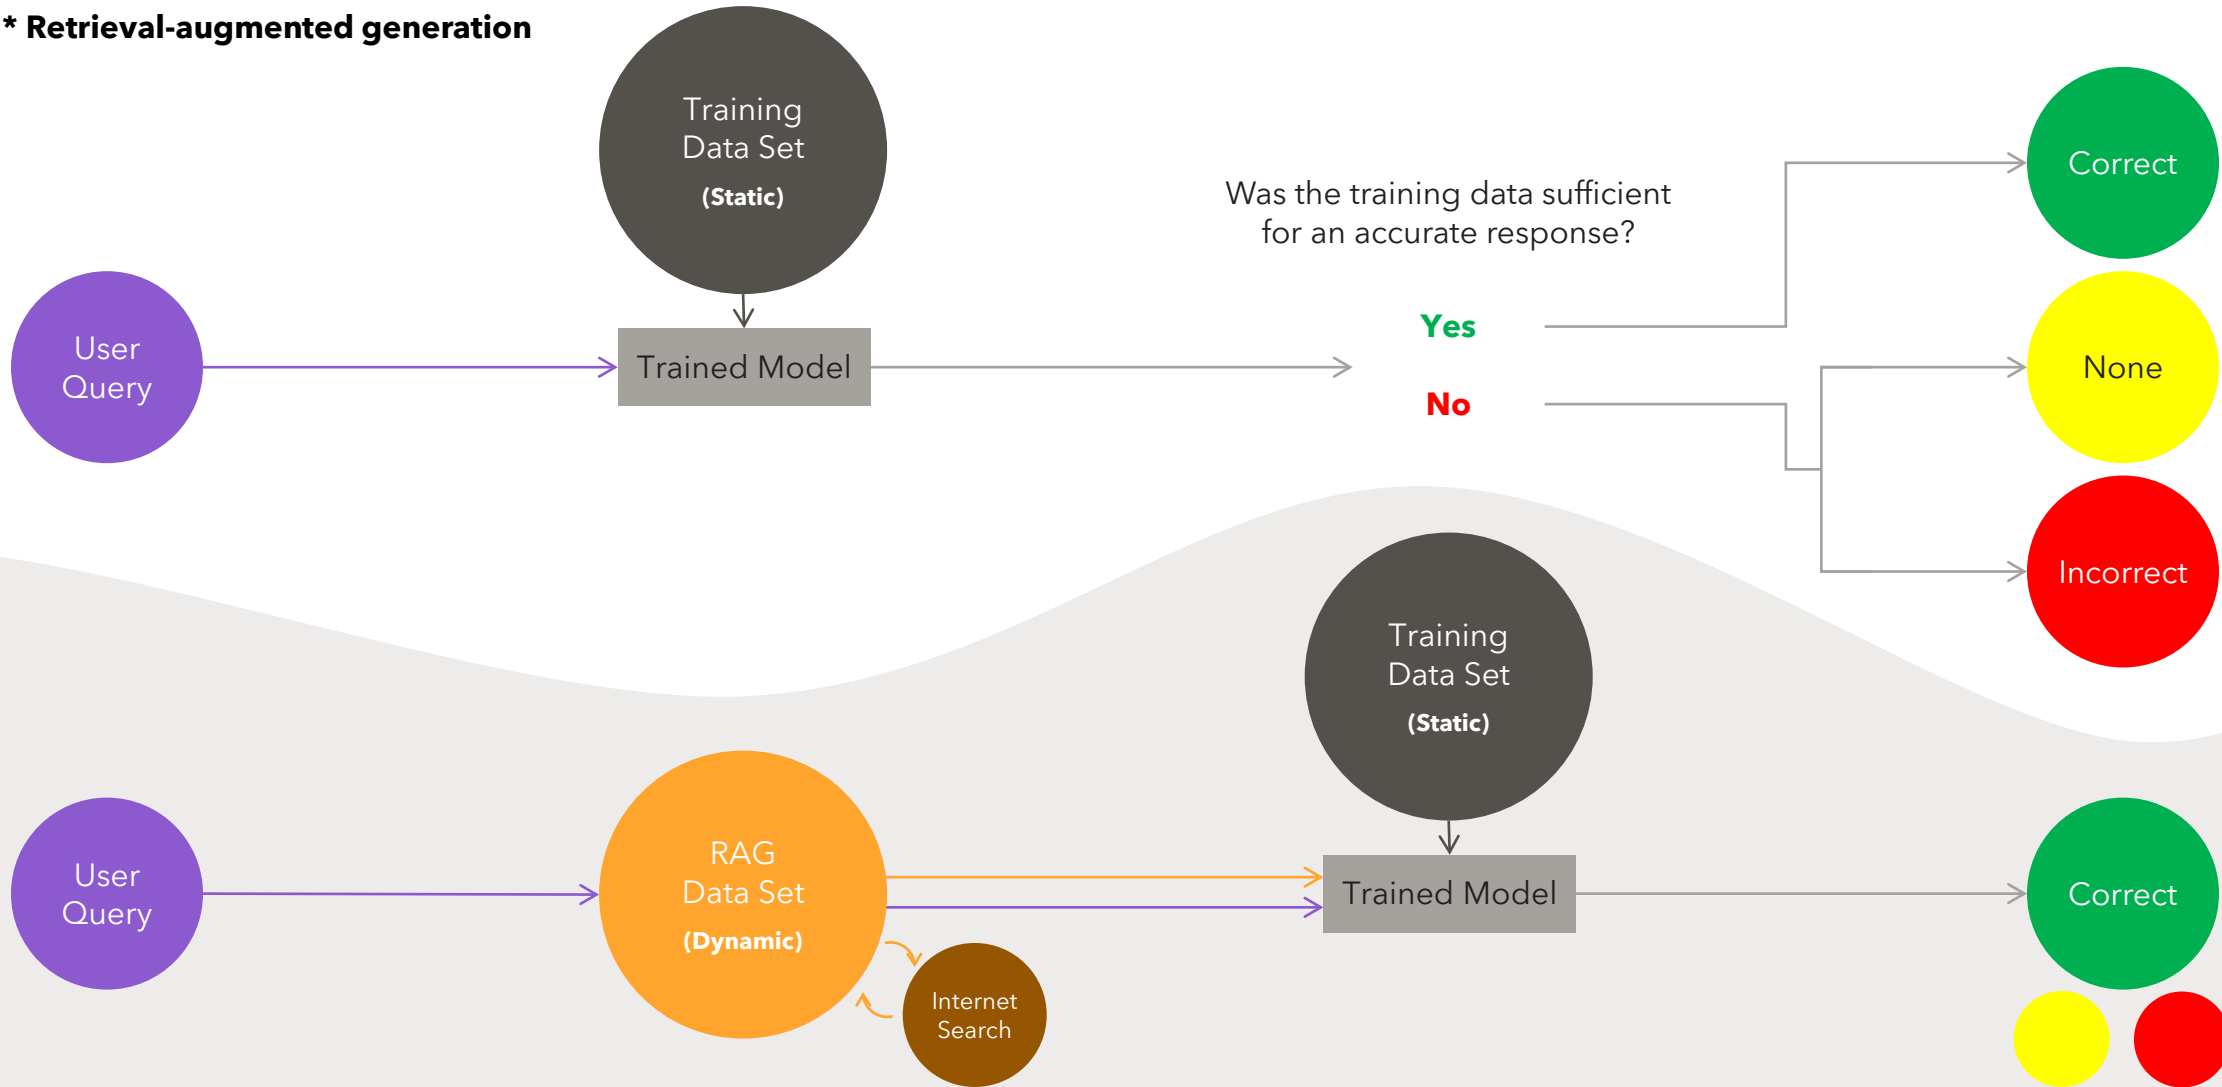 * Retrieval-augmented generation
Training
Data Set
(Static)
Was the training data sufficient
for an accurate response?
Correct
User
Query
Trained Model
Yes
No
None
Incorrect
Training
Data Set
(Static)
User
Query
RAG
Data Set
(Dynamic)
Internet
Search
Trained Model
Correct